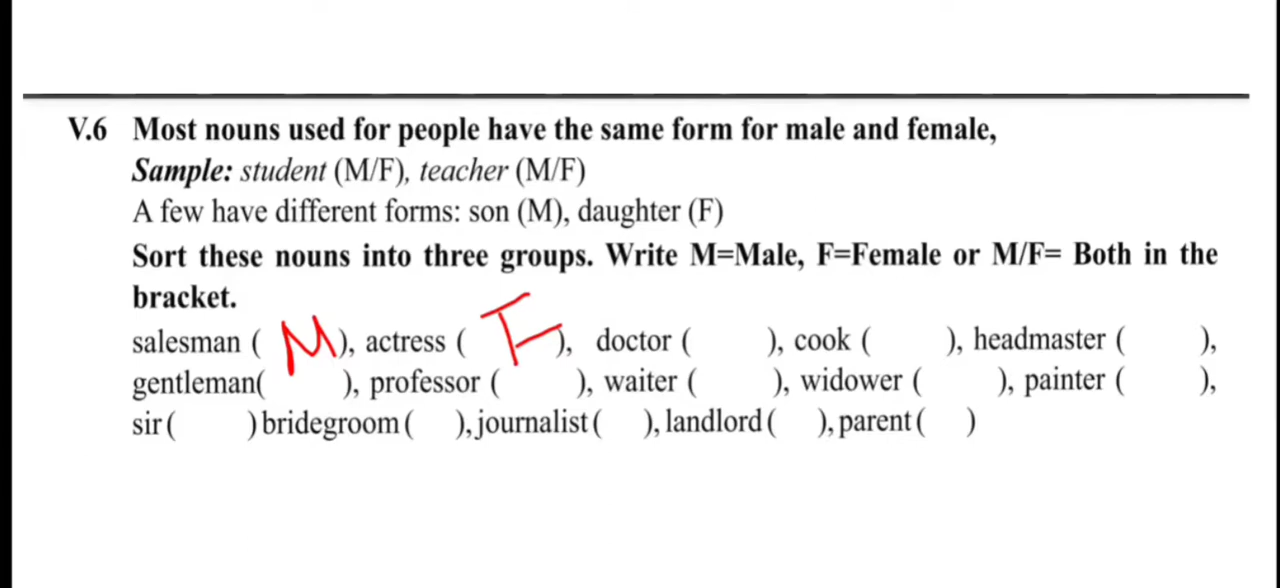 V.6 Most nouns used for people have the same form for male and female,
Sample: student (M/F), teacher (M/F)
A few have different forms: son (M), daughter (F)
Sort these nouns into three groups. Write M=Male, F=Female or M/F= Both in the
bracket.
salesman ( M ), actress ( F ), doctor ( ), cook ( ), headmaster ( ),
gentleman( ), professor ( ), waiter ( ), widower ( ), painter ( ),
sir ( ) bridegroom ( ), journalist ( ), landlord ( ), parent ( )